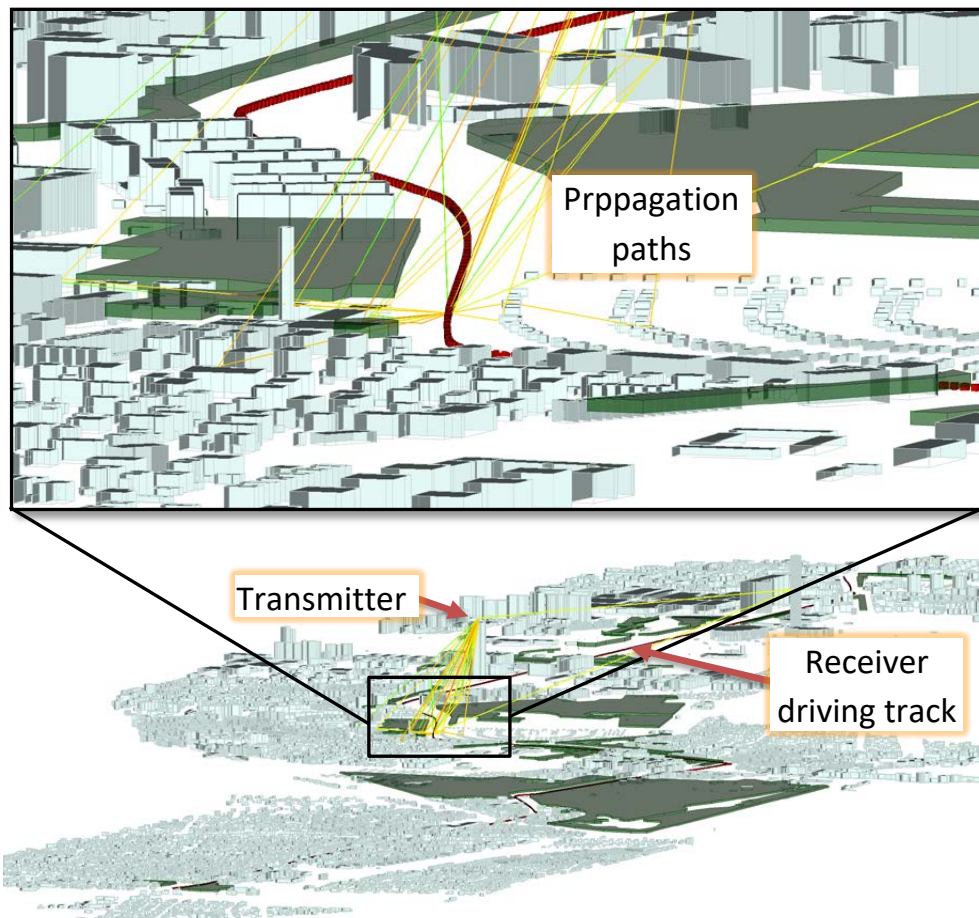 Prppagation
paths
Transmitter
Receiver
driving track